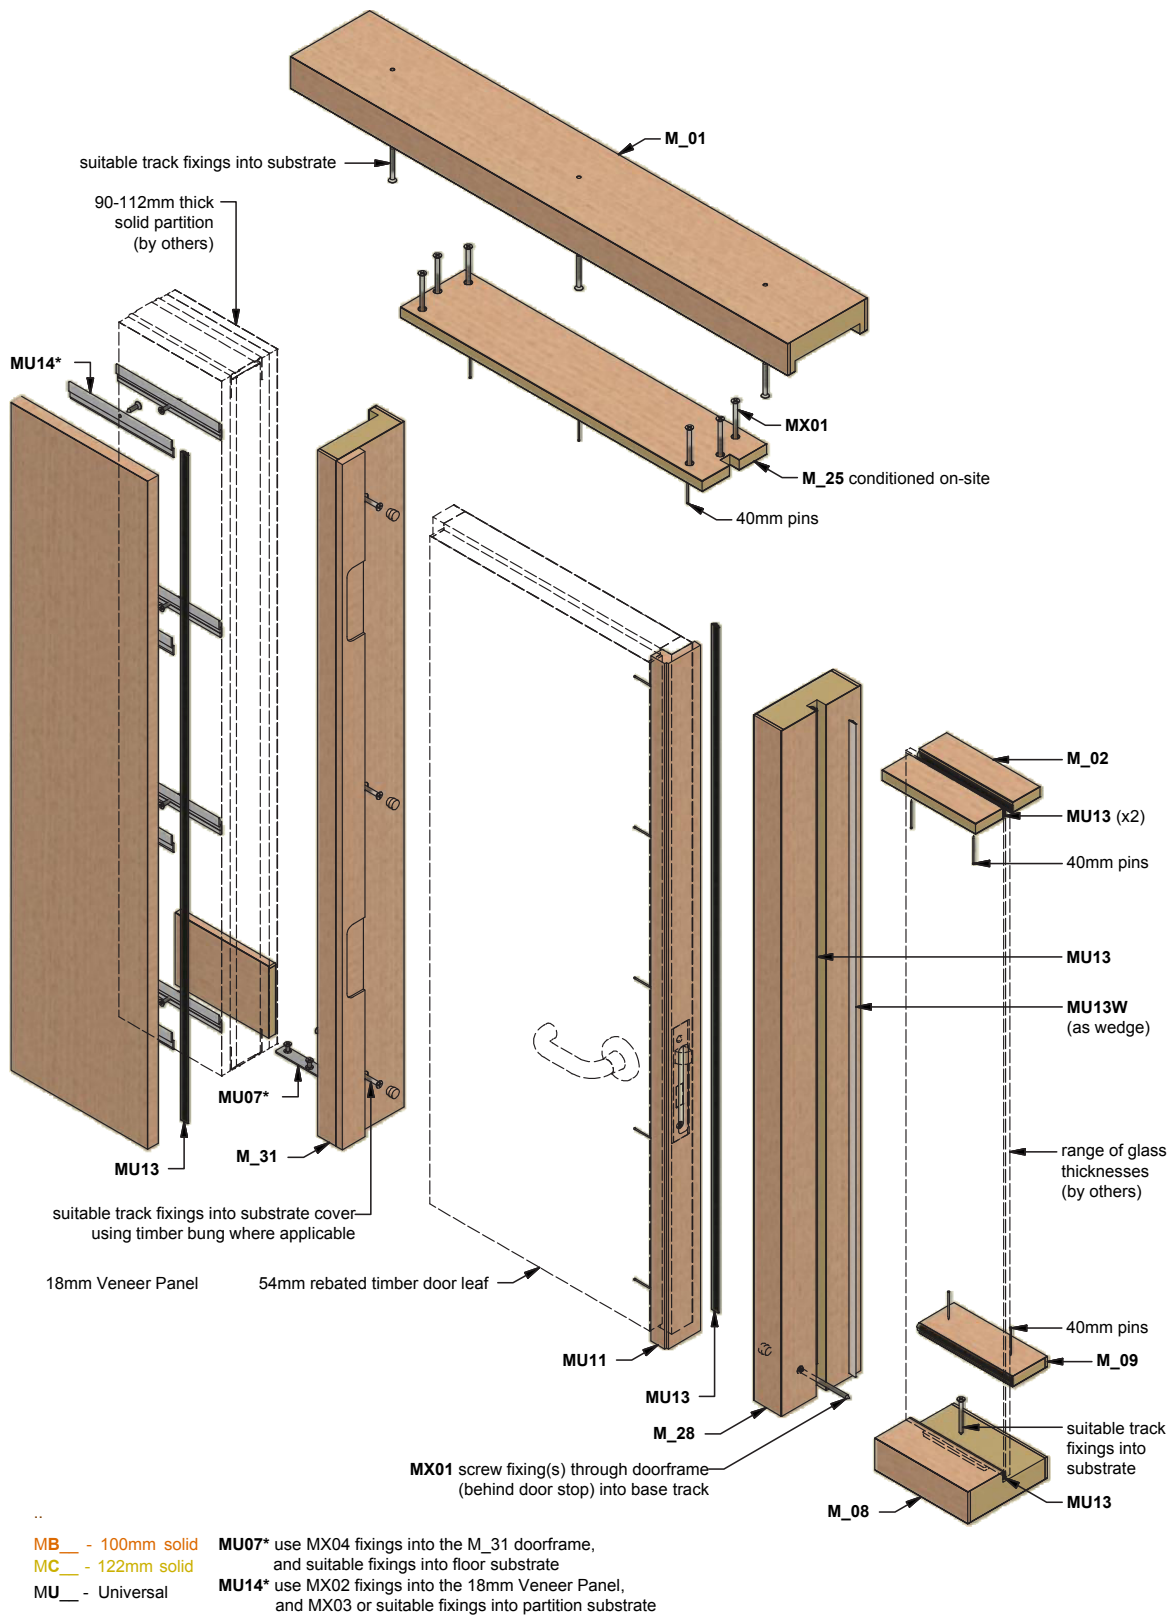 M_01
suitable track fixings into substrate
90-112mm thick
solid partition
(by others)
MU14*
MX01
M_25 conditioned on-site
40mm pins
M_02
MU13 (x2)
40mm pins
MU13
MU13W
(as wedge)
MU07*
M_31
MU13
range of glass
thicknesses
(by others)
suitable track fixings into substrate cover
using timber bung where applicable
18mm Veneer Panel
54mm rebated timber door leaf
40mm pins
MU11
M_09
MU13
M_28
suitable track
fixings into
substrate
MX01 screw fixing(s) through doorframe
(behind door stop) into base track
MU13
M_08
..
MB__ - 100mm solid
MC__ - 122mm solid
MU__ - Universal
MU07* use MX04 fixings into the M_31 doorframe,
and suitable fixings into floor substrate
MU14* use MX02 fixings into the 18mm Veneer Panel,
and MX03 or suitable fixings into partition substrate